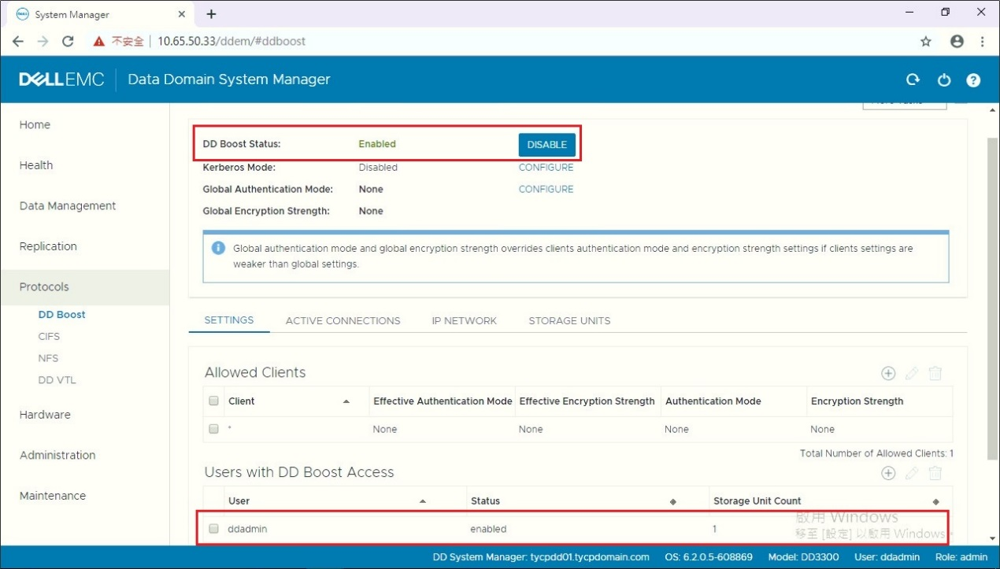 System Manager
不安全 10.65.50.33/ddem/#ddboost
DELL EMC Data Domain System Manager
Home
Health
Data Management
Replication
Protocols
DD Boost
CIFS
NFS
DD VTL
Hardware
Administration
Maintenance
DD Boost Status: Enabled DISABLE
Kerberos Mode: Disabled CONFIGURE
Global Authentication Mode: None CONFIGURE
Global Encryption Strength: None
Global authentication mode and global encryption strength overrides clients authentication mode and encryption strength settings if clients settings are
weaker than global settings.
SETTINGS ACTIVE CONNECTIONS IP NETWORK STORAGE UNITS
Allowed Clients
Client Effective Authentication Mode Effective Encryption Strength Authentication Mode Encryption Strength
* None None None None
Total Number of Allowed Clients: 1
Users with DD Boost Access
User Status Storage Unit Count
啟用 Windows
ddadmin enabled 1
移至 [設定] 以啟用 Windows。
DD System Manager: tycpdd01.tycpdomain.com OS: 6.2.0.5-608869 Model: DD3300 User: ddadmin Role: admin